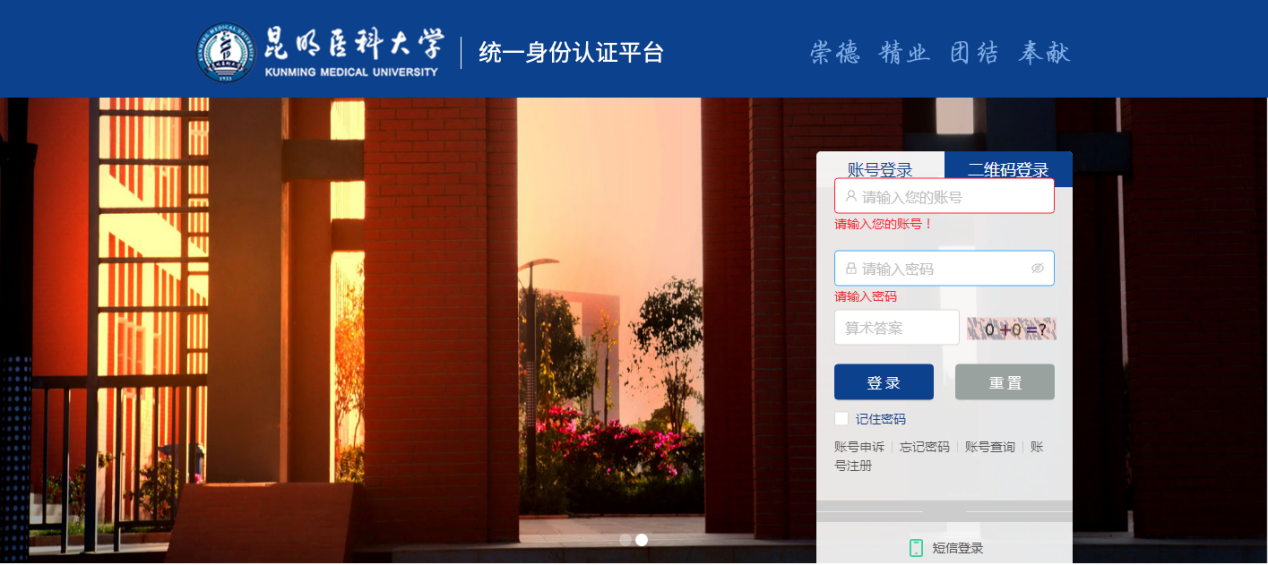 昆明医科大学
KUNMING MEDICAL UNIVERSITY
统一身份认证平台
崇德 精业 团结 奉献
账号登录 二维码登录
请输入您的账号
请输入您的账号！
请输入密码
请输入密码
算术答案 0+0=?
登 录 重 置
记住密码
账号申诉 忘记密码 账号查询 账
号注册
短信登录